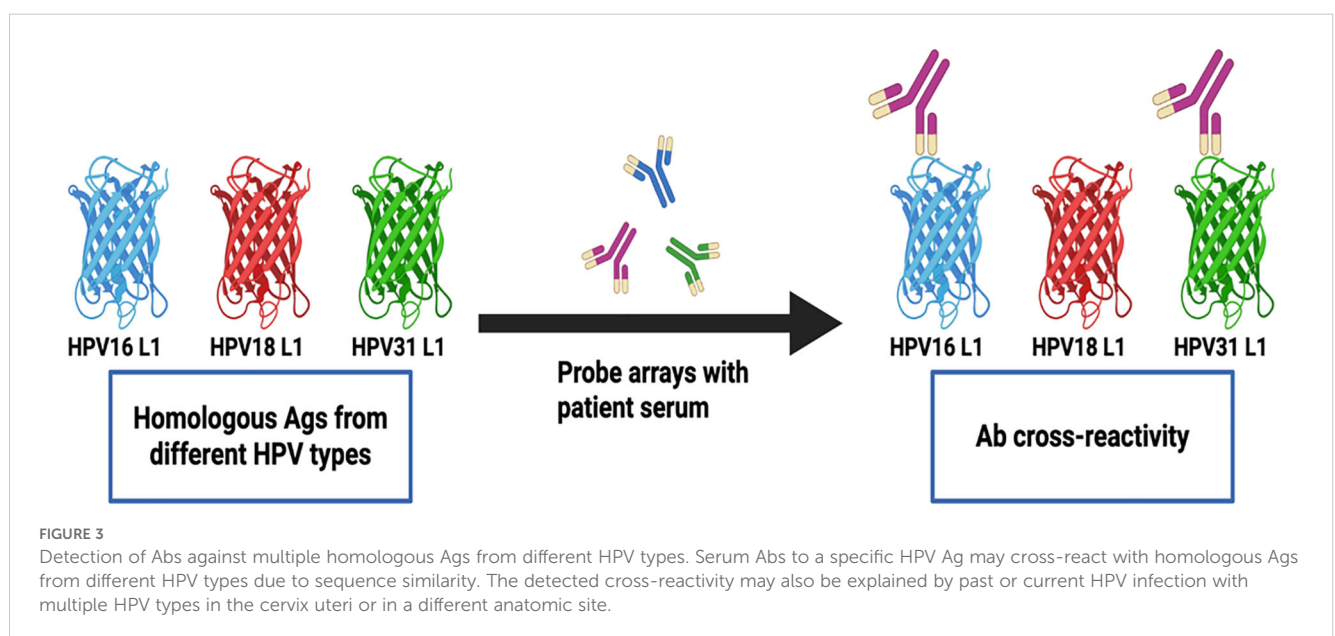 HPV16 L1 HPV18 L1 HPV31 L1
Homologous Ags from
different HPV types
Probe arrays with
patient serum
HPV16 L1 HPV18 L1 HPV31 L1
Ab cross-reactivity
FIGURE 3
Detection of Abs against multiple homologous Ags from different HPV types. Serum Abs to a specific HPV Ag may cross-react with homologous Ags
from different HPV types due to sequence similarity. The detected cross-reactivity may also be explained by past or current HPV infection with
multiple HPV types in the cervix uteri or in a different anatomic site.